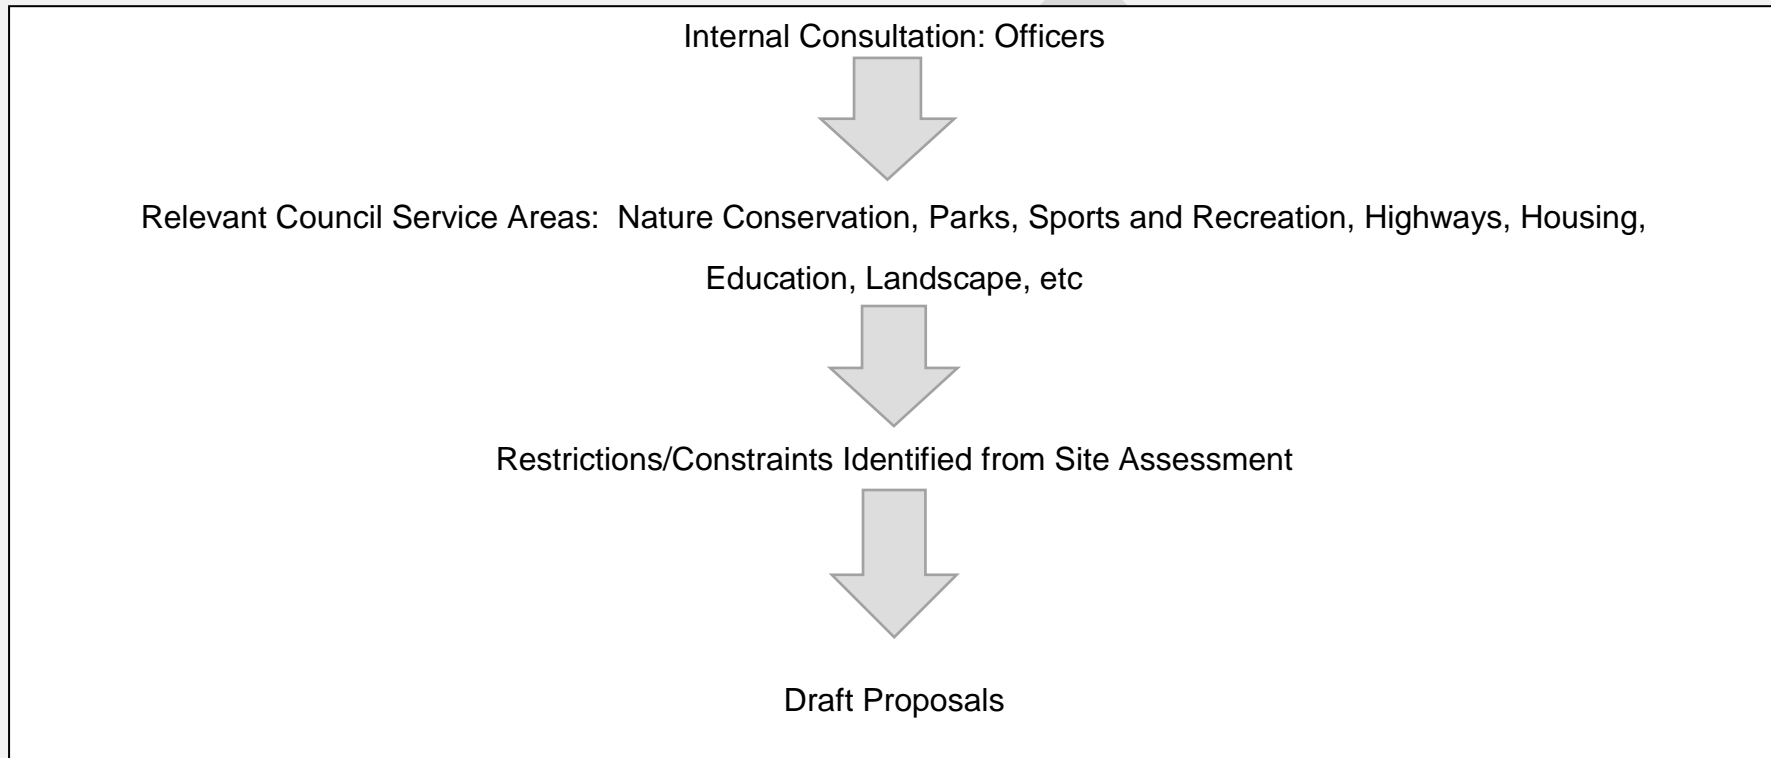 Internal Consultation: Officers
Relevant Council Service Areas:  Nature Conservation, Parks, Sports and Recreation, Highways, Housing,
Education, Landscape, etc
Restrictions/Constraints Identified from Site Assessment
Draft Proposals